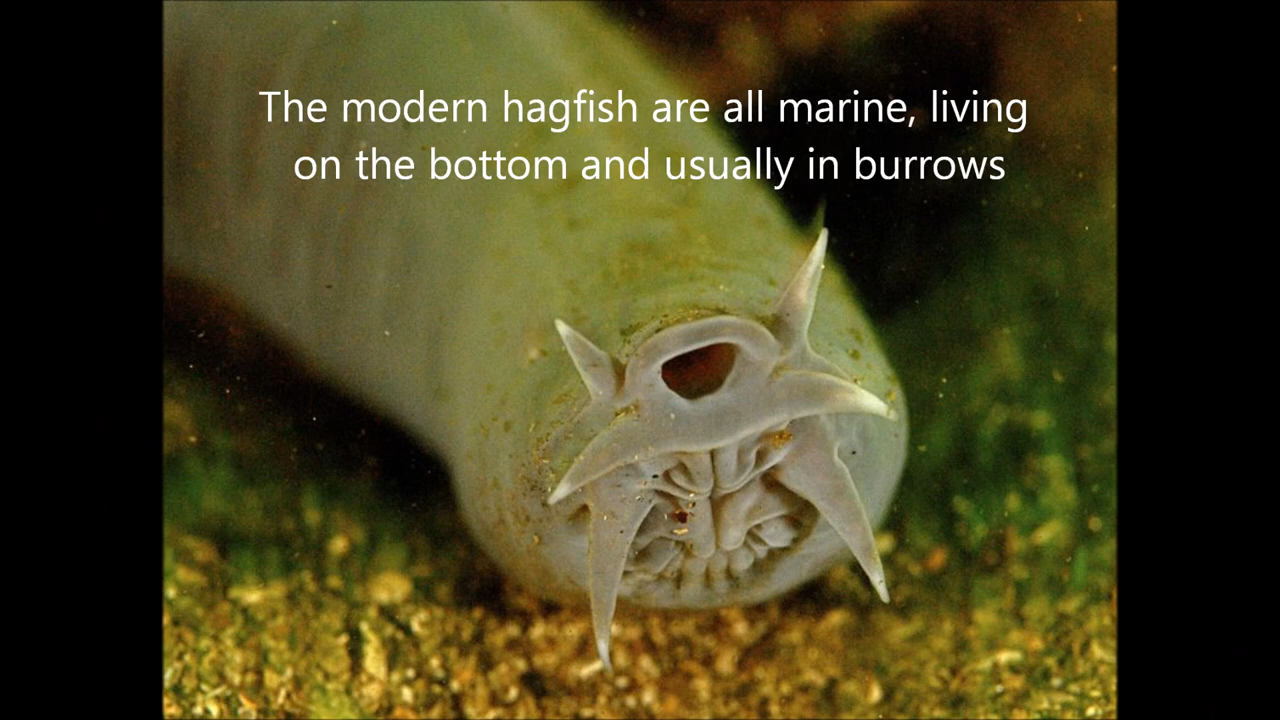 The modern hagfish are all marine, living
on the bottom and usually in burrows